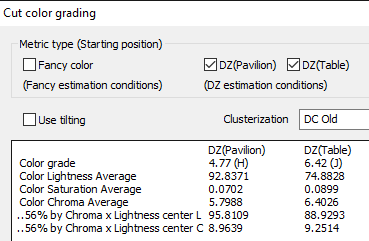 Cut color grading
Metric type (Starting position)
Fancy color DZ(Pavilion) DZ(Table)
(Fancy estimation conditions) (DZ estimation conditions)
Use tilting Clusterization DC Old
DZ(Pavilion) DZ(Table)
Color grade 4.77 (H) 6.42 (J)
Color Lightness Average 92.8371 74.8828
Color Saturation Average 0.0702 0.0899
Color Chroma Average 5.7988 6.4026
..56% by Chroma x Lightness center L 95.8109 88.9293
..56% by Chroma x Lightness center C 8.9639 9.2514